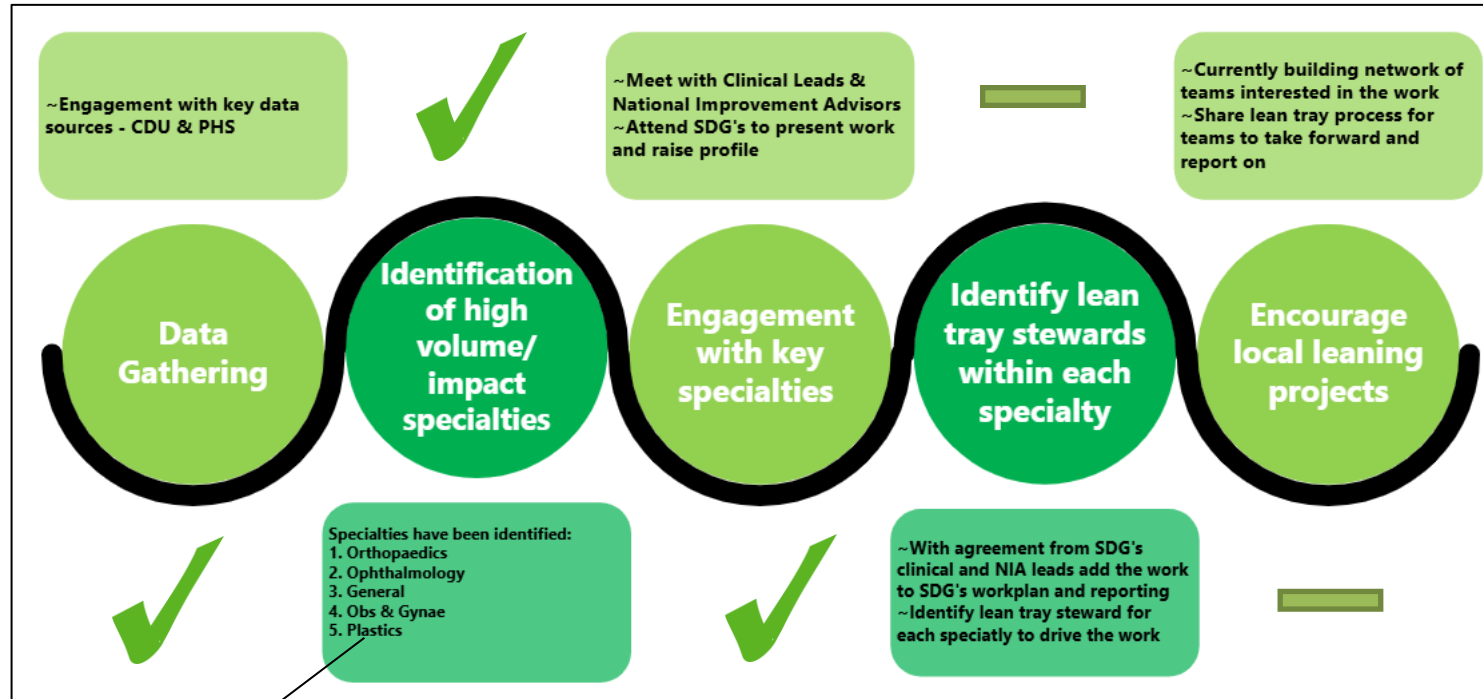 ~Engagement with key data
sources - CDU & PHS
~Meet with Clinical Leads &
National Improvement Advisors
~Attend SDG's to present work
and raise profile
~Currently building network of
teams interested in the work
~Share lean tray process for
teams to take forward and
report on
Data
Gathering
Identification
of high
volume/
impact
specialties
Engagement
with key
specialties
Identify lean
tray stewards
within each
specialty
Encourage
local leaning
projects
Specialties have been identified:
1. Orthopaedics
2. Ophthalmology
3. General
4. Obs & Gynae
5. Plastics
~With agreement from SDG's
clinical and NIA leads add the work
to SDG's workplan and reporting
~Identify lean tray steward for
each speciatly to drive the work